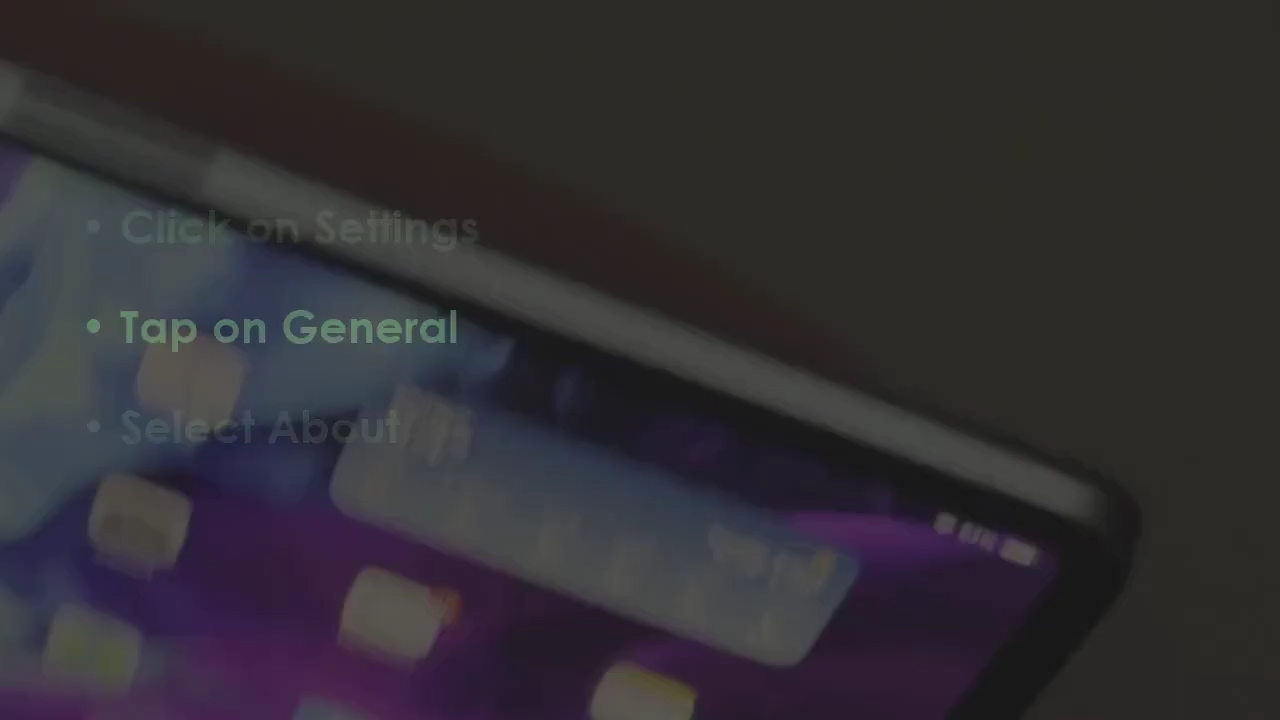 • Click on Settings
• Tap on General
• Select About